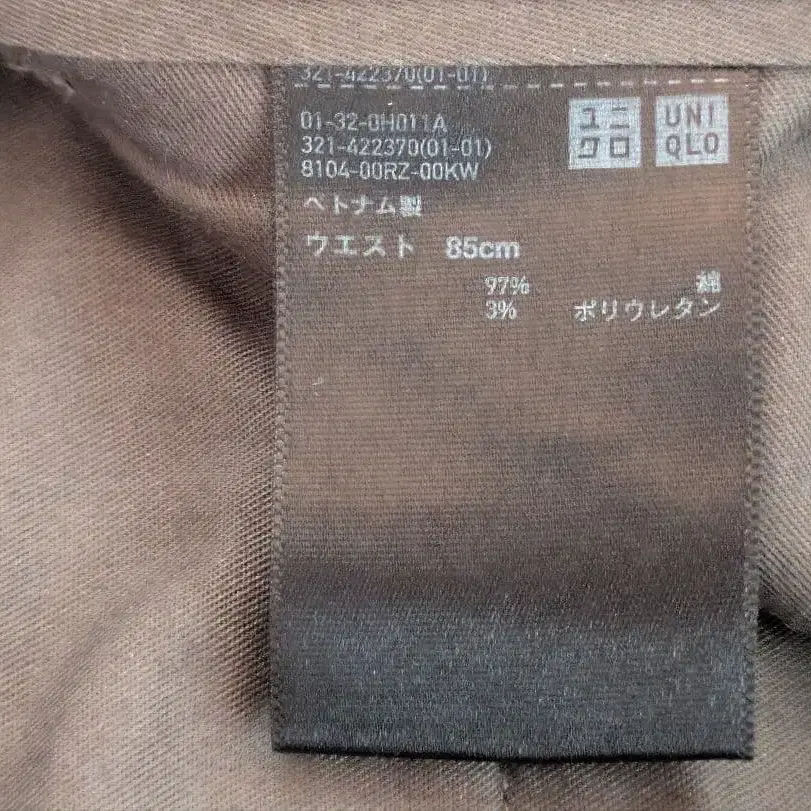 321-422370(01-01)
ユニ
クロ
UNI
QLO
01-32-0H011A
321-422370(01-01)
8104-00RZ-00KW
ベトナム製
ウエスト 85cm
97% 綿
3% ポリウレタン